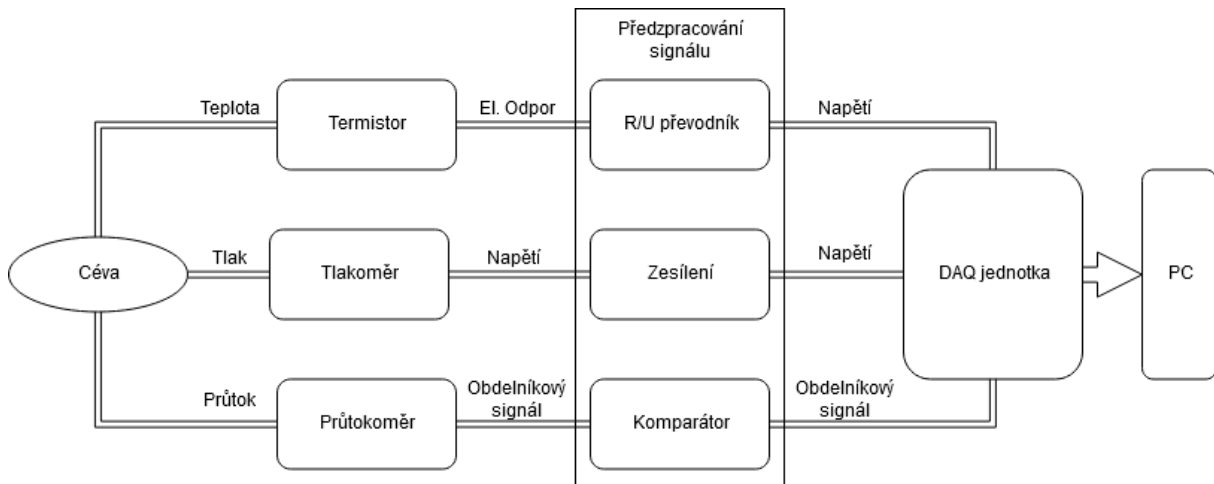 Předzpracování
signálu
Teplota
Termistor
El. Odpor
R/U převodník
Napětí
Céva
Tlak
Tlakoměr
Napětí
Zesílení
Napětí
DAQ jednotka
PC
Průtok
Průtokoměr
Obdelníkový
signál
Komparátor
Obdelníkový
signál